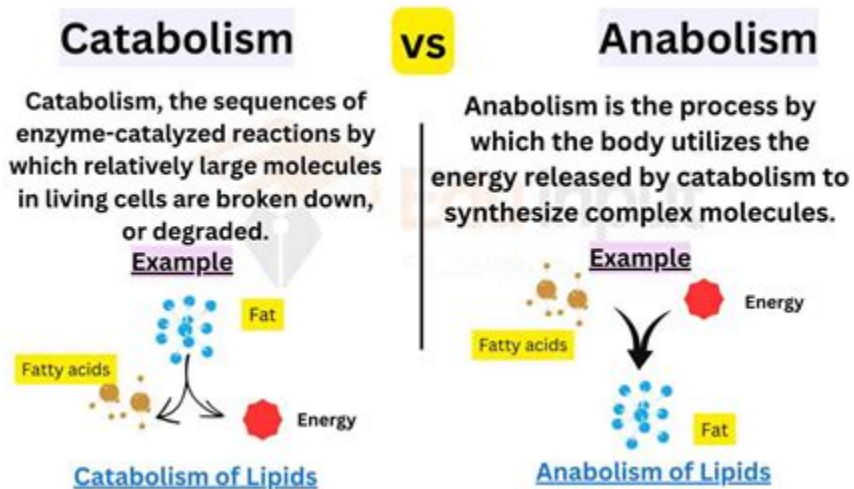 Catabolism
vs
Anabolism
Catabolism, the sequences of
enzyme-catalyzed reactions by
which relatively large molecules
in living cells are broken down,
or degraded.
Example
Fat
Fatty acids
Energy
Catabolism of Lipids
Anabolism is the process by
which the body utilizes the
energy released by catabolism to
synthesize complex molecules.
Example
Energy
Fatty acids
Fat
Anabolism of Lipids
Edu input